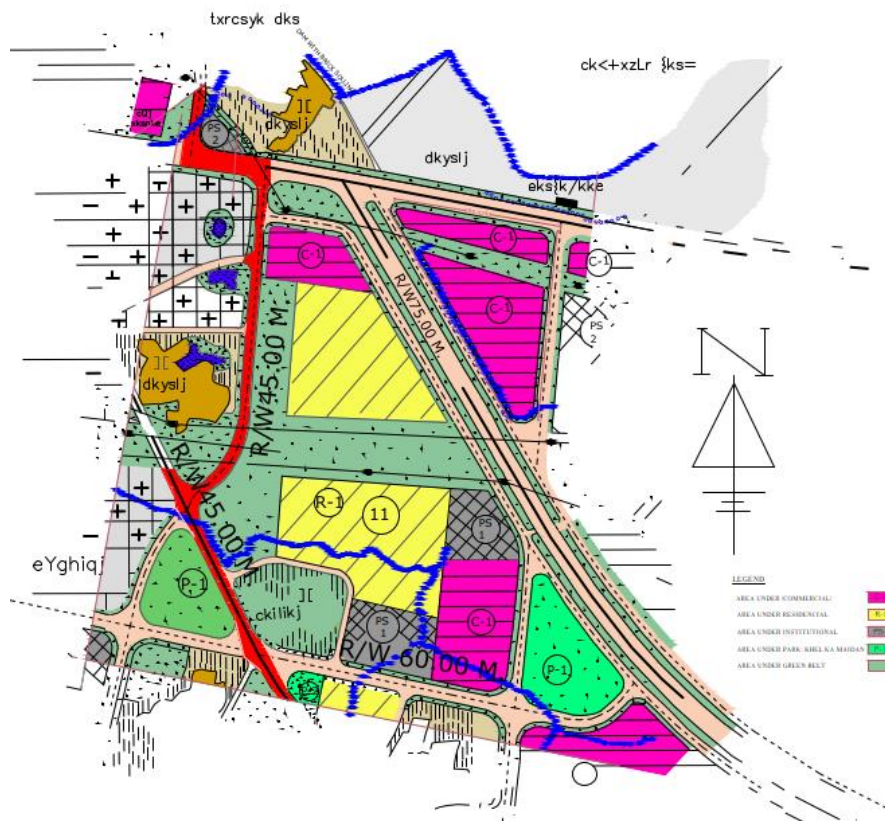 txrcsyk dks
ck<+xzLr {ks=
PS
2
dkyslj
dkyslj
eks{k/kke
C-1
C-1
C-1
C-1
PS
2
R/W75.00 M.
R/W45.00 M
dkyslj
R/W45.00 M
R-1
11
PS
1
eYghiqj
P-1
ckilikj
PS
1
C-1
R/W 60.00 M
P-1
N
LEGEND
AREA UNDER (COMMERCIAL)
AREA UNDER RESIDENCIAL
AREA UNDER INSTITUTIONAL
AREA UNDER PARK KHEL KA MAIDAN
AREA UNDER GREEN BELT